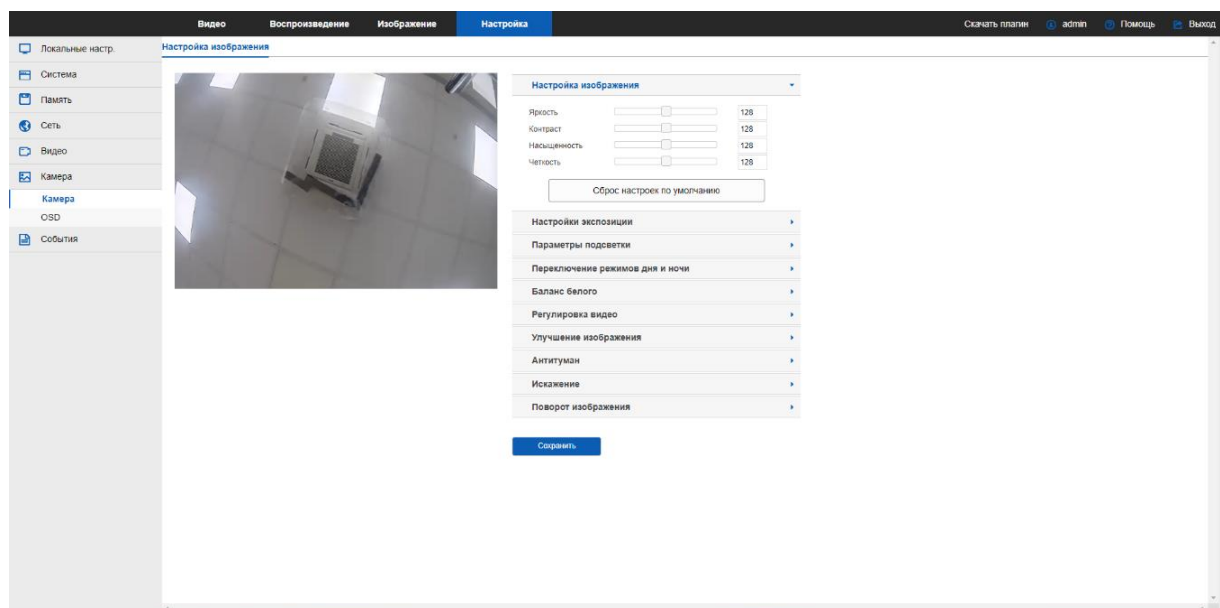 Видео Воспроизведение Изображение Настройка Скачать плагин admin Помощь Выход
Локальные настр.
Система
Память
Сеть
Видео
Камера
Камера
OSD
События
Настройка изображения
Настройка изображения
Яркость 128
Контраст 128
Насыщенность 128
Четкость 128
Сброс настроек по умолчанию
Настройки экспозиции
Параметры подсветки
Переключение режимов дня и ночи
Баланс белого
Регулировка видео
Улучшение изображения
Антитуман
Искажение
Поворот изображения
Сохранить